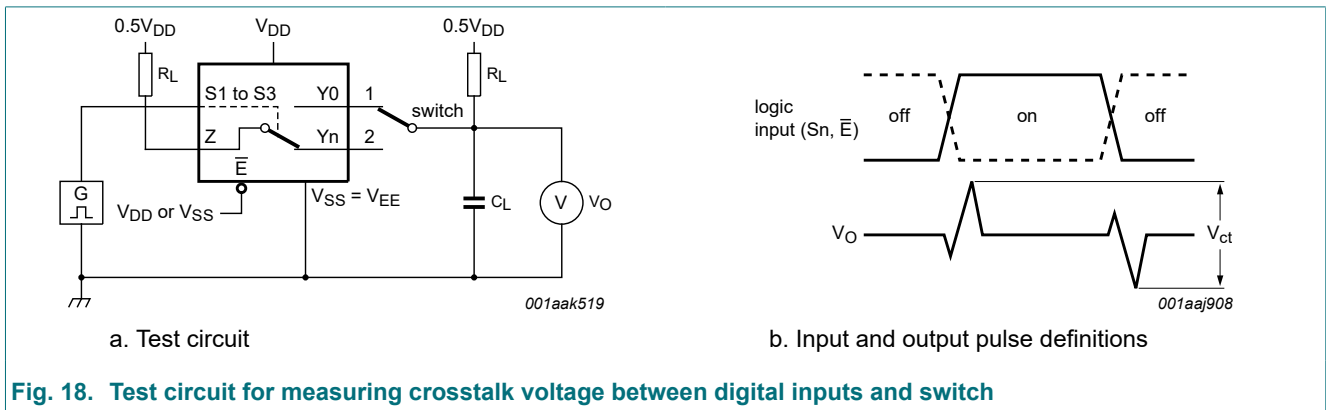 0.5VDD
VDD
0.5VDD
RL
RL
S1 to S3
Y0
1
switch
Z
Yn
2
E̅
G
VDD or VSS
VSS = VEE
CL
V
VO
001aak519
a. Test circuit
logic
input (Sn, E̅)
off
on
off
VO
Vct
001aaj908
b. Input and output pulse definitions
Fig. 18. Test circuit for measuring crosstalk voltage between digital inputs and switch